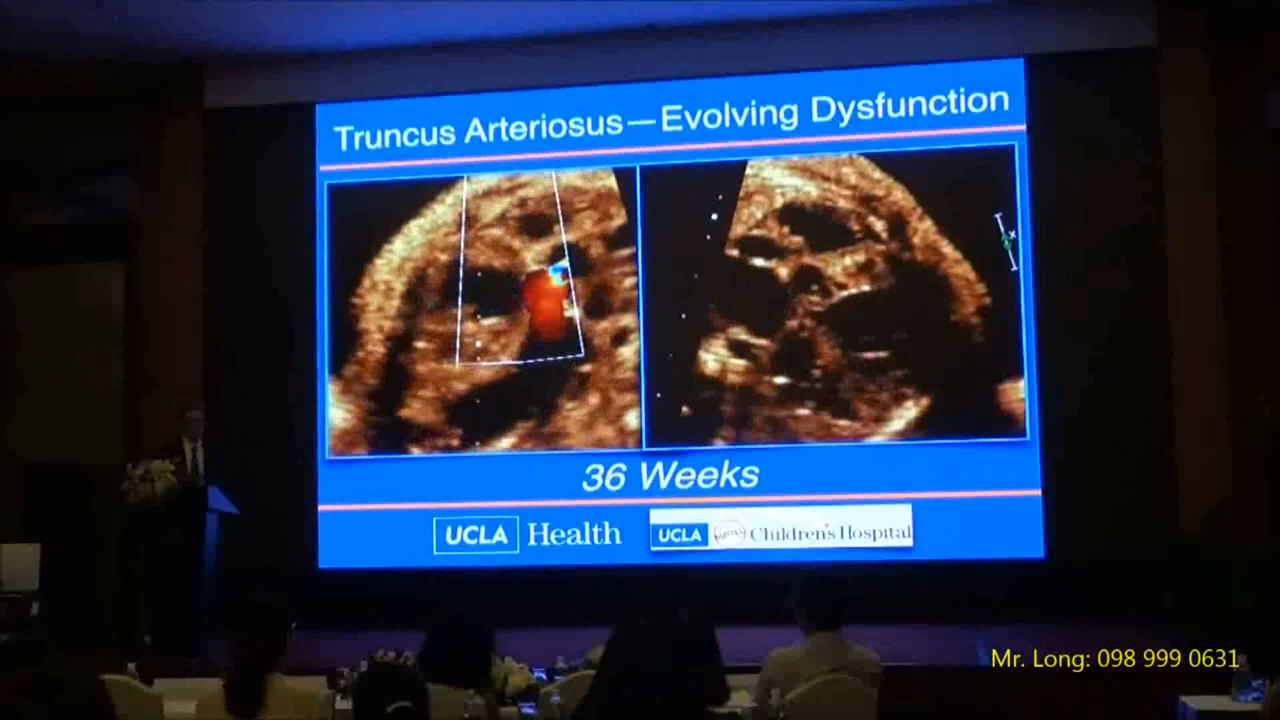 Truncus Arteriosus—Evolving Dysfunction
36 Weeks
UCLA Health
UCLA Children's Hospital
Mr. Long: 098 999 0631